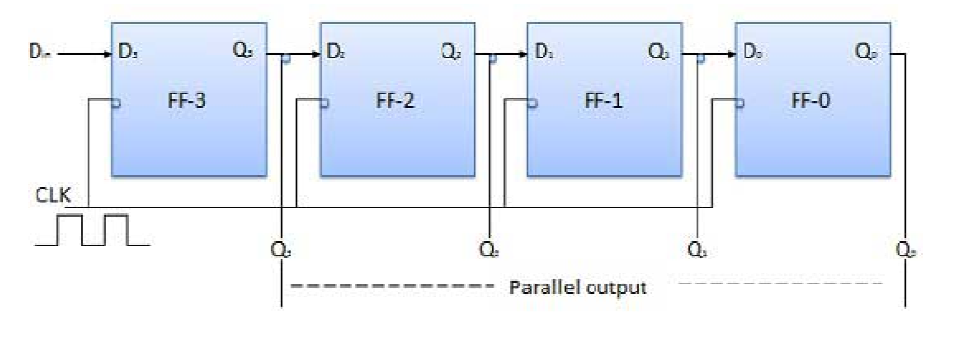 Dᵢₙ D₃ Q₃ D₂ Q₂ D₁ Q₁ D₀ Q₀
FF-3 FF-2 FF-1 FF-0
CLK
Q₃ Q₂ Q₁ Q₀
Parallel output